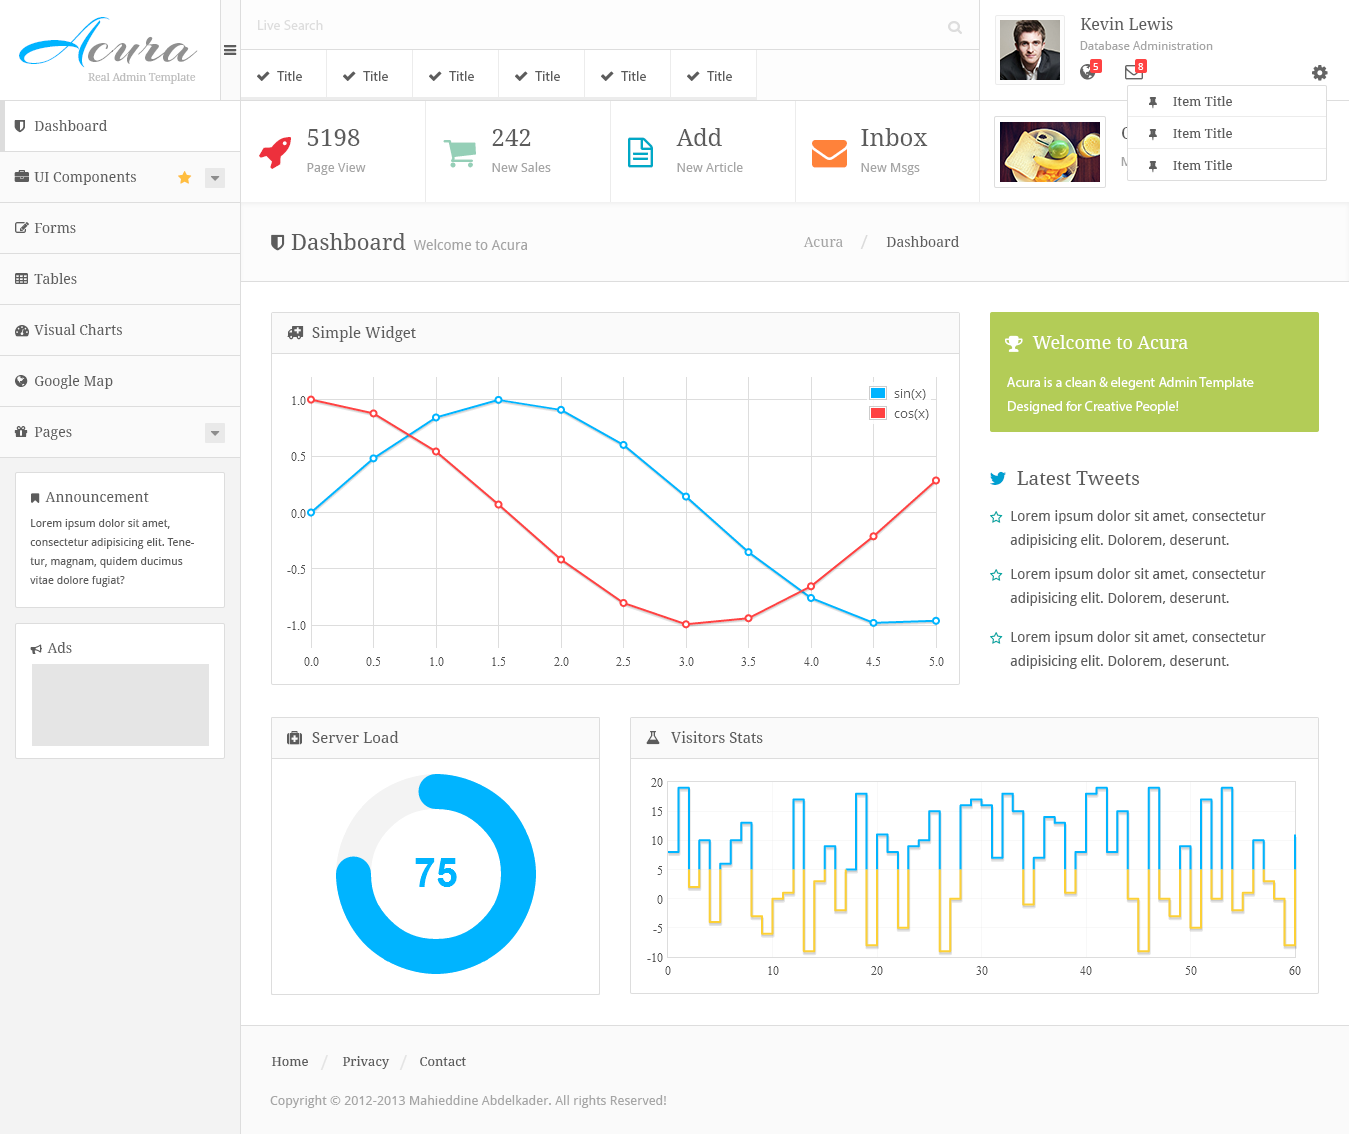 Acura
Real Admin Template
Live Search
Title
Title
Title
Title
Title
Title
Kevin Lewis
Database Administration
5
8
Item Title
Item Title
Item Title
5198
Page View
242
New Sales
Add
New Article
Inbox
New Msgs
Dashboard
UI Components
Forms
Tables
Visual Charts
Google Map
Pages
Announcement
Lorem ipsum dolor sit amet,
consectetur adipisicing elit. Tene-
tur, magnam, quidem ducimus
vitae dolore fugiat?
Ads
Dashboard Welcome to Acura
Acura / Dashboard
Simple Widget
sin(x)
cos(x)
1.0
0.5
0.0
-0.5
-1.0
0.0 0.5 1.0 1.5 2.0 2.5 3.0 3.5 4.0 4.5 5.0
Welcome to Acura
Acura is a clean & elegent Admin Template
Designed for Creative People!
Latest Tweets
Lorem ipsum dolor sit amet, consectetur
adipisicing elit. Dolorem, deserunt.
Lorem ipsum dolor sit amet, consectetur
adipisicing elit. Dolorem, deserunt.
Lorem ipsum dolor sit amet, consectetur
adipisicing elit. Dolorem, deserunt.
Server Load
75
Visitors Stats
20
15
10
5
0
-5
-10
0 10 20 30 40 50 60
Home / Privacy / Contact
Copyright © 2012-2013 Mahieddine Abdelkader. All rights Reserved!